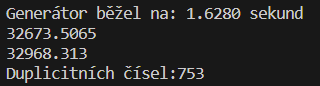 Generátor běžel na: 1.6280 sekund
32673.5065
32968.313
Duplicitních čísel:753